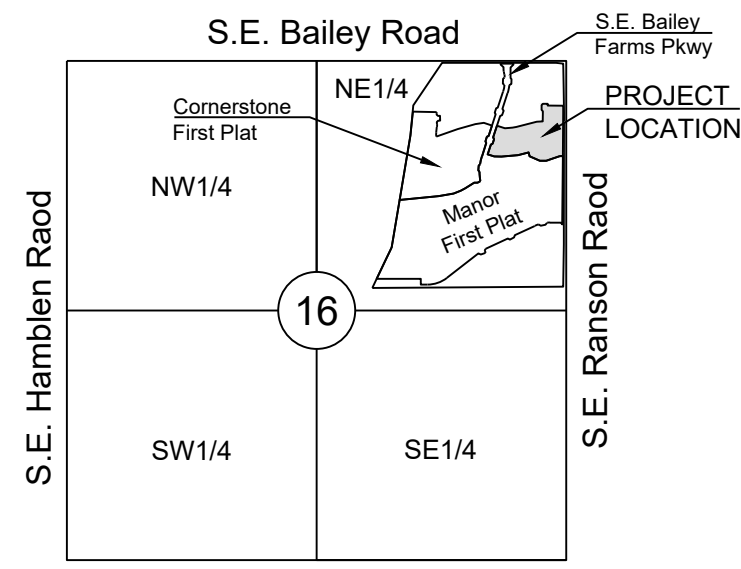 S.E. Bailey Road
S.E. Bailey
Farms Pkwy
NE1/4
PROJECT
LOCATION
Cornerstone
First Plat
NW1/4
Manor
First Plat
S.E. Hamblen Raod
S.E. Ranson Raod
16
SW1/4
SE1/4